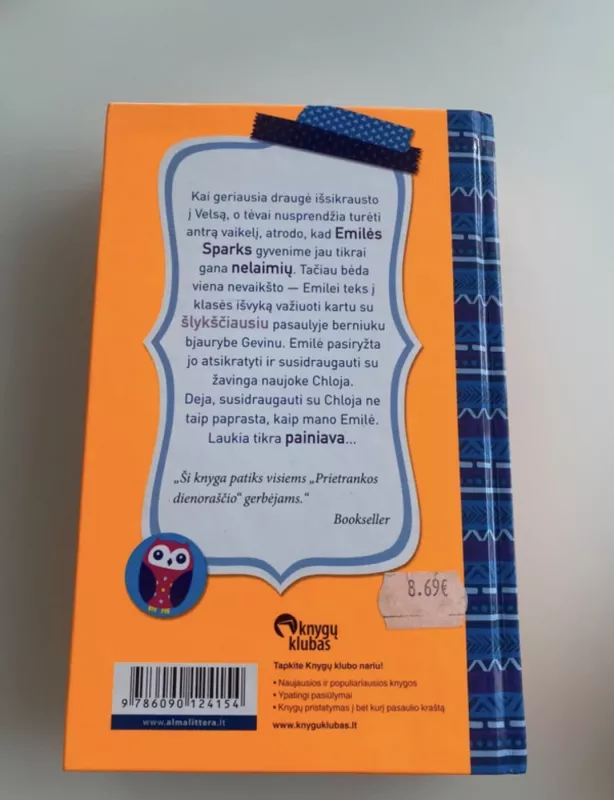 Kai geriausia draugė išsikrausto
į Velsą, o tėvai nusprendžia turėti
antrą vaikelį, atrodo, kad Emilės
Sparks gyvenime jau tikrai
gana nelaimių. Tačiau bėda
viena nevaikšto — Emilei teks į
klasės išvyką važiuoti kartu su
šlykščiausiu pasaulyje berniuku
bjaurybe Gevinu. Emilė pasiryžta
jo atsikratyti ir susidraugauti su
žavinga naujoke Chloja.
Deja, susidraugauti su Chloja ne
taip paprasta, kaip mano Emilė.
Laukia tikra painiava...
„Ši knyga patiks visiems „Prietrankos
dienoraščio“ gerbėjams.“
Bookseller
8.69€
knygų
klubas
Tapkite Knygų klubo nariu!
• Naujausios ir populiariausios knygos
• Ypatingi pasiūlymai
• Knygų pristatymas į bet kurį pasaulio kraštą
www.knyguklubas.lt
9 786090 124154
www.almalittera.lt